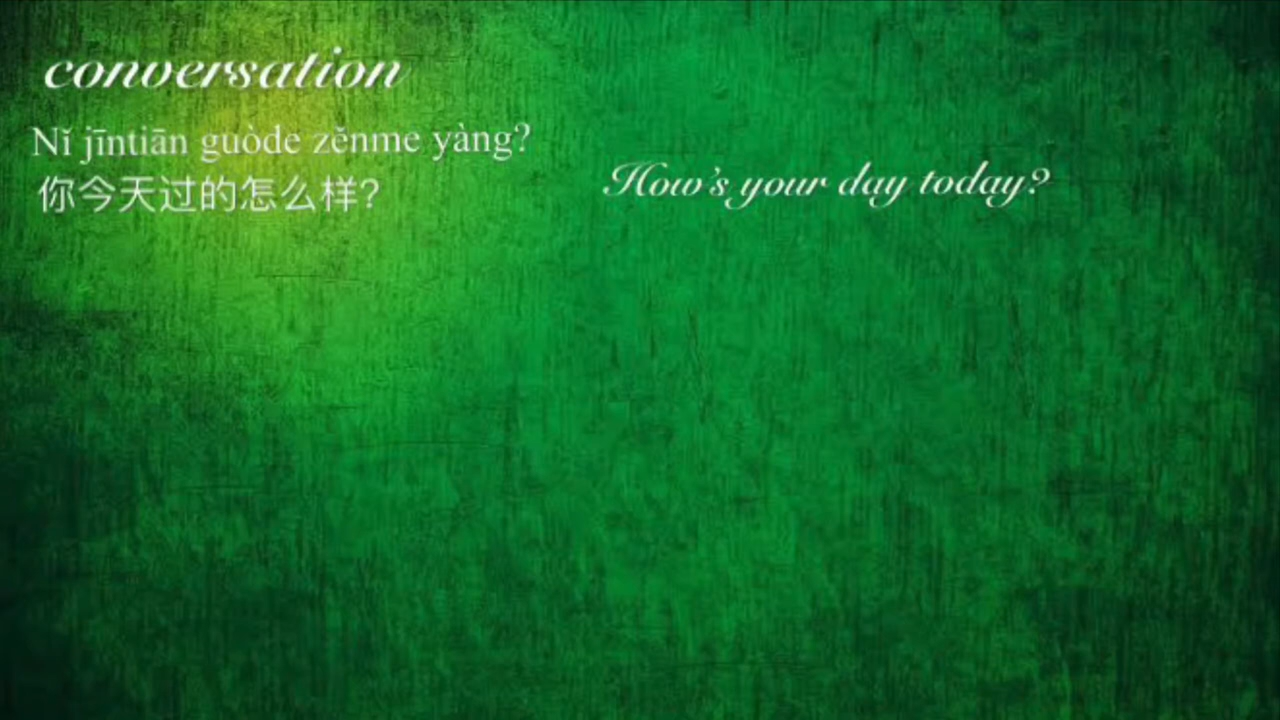 conversation
Nǐ jīntiān guòde zěnme yàng?
你今天过的怎么样？
How's your day today?